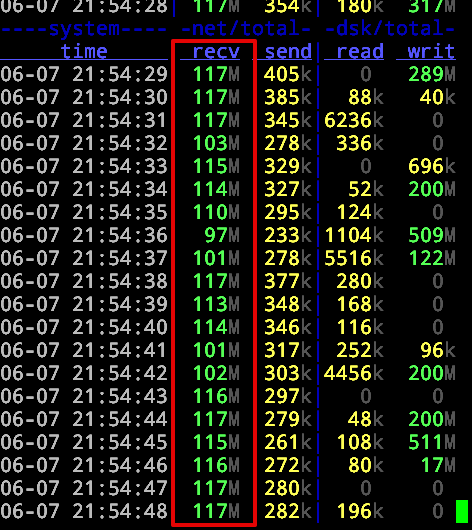 06-07 21:54:28| 117M 354k| 180k 317M
----system---- -net/total- -dsk/total-
time | recv send| read writ
06-07 21:54:29| 117M 405k| 0 289M
06-07 21:54:30| 117M 385k| 88k 40k
06-07 21:54:31| 117M 345k|6236k 0
06-07 21:54:32| 103M 278k| 336k 0
06-07 21:54:33| 115M 329k| 0 696k
06-07 21:54:34| 114M 327k| 52k 200M
06-07 21:54:35| 110M 295k| 124k 0
06-07 21:54:36| 97M 233k|1104k 509M
06-07 21:54:37| 101M 278k|5516k 122M
06-07 21:54:38| 117M 377k| 280k 0
06-07 21:54:39| 113M 348k| 168k 0
06-07 21:54:40| 114M 346k| 116k 0
06-07 21:54:41| 101M 317k| 252k 96k
06-07 21:54:42| 102M 303k|4456k 200M
06-07 21:54:43| 116M 297k| 0 0
06-07 21:54:44| 117M 279k| 48k 200M
06-07 21:54:45| 115M 261k| 108k 511M
06-07 21:54:46| 116M 272k| 80k 17M
06-07 21:54:47| 117M 280k| 0 0
06-07 21:54:48| 117M 282k| 196k 0